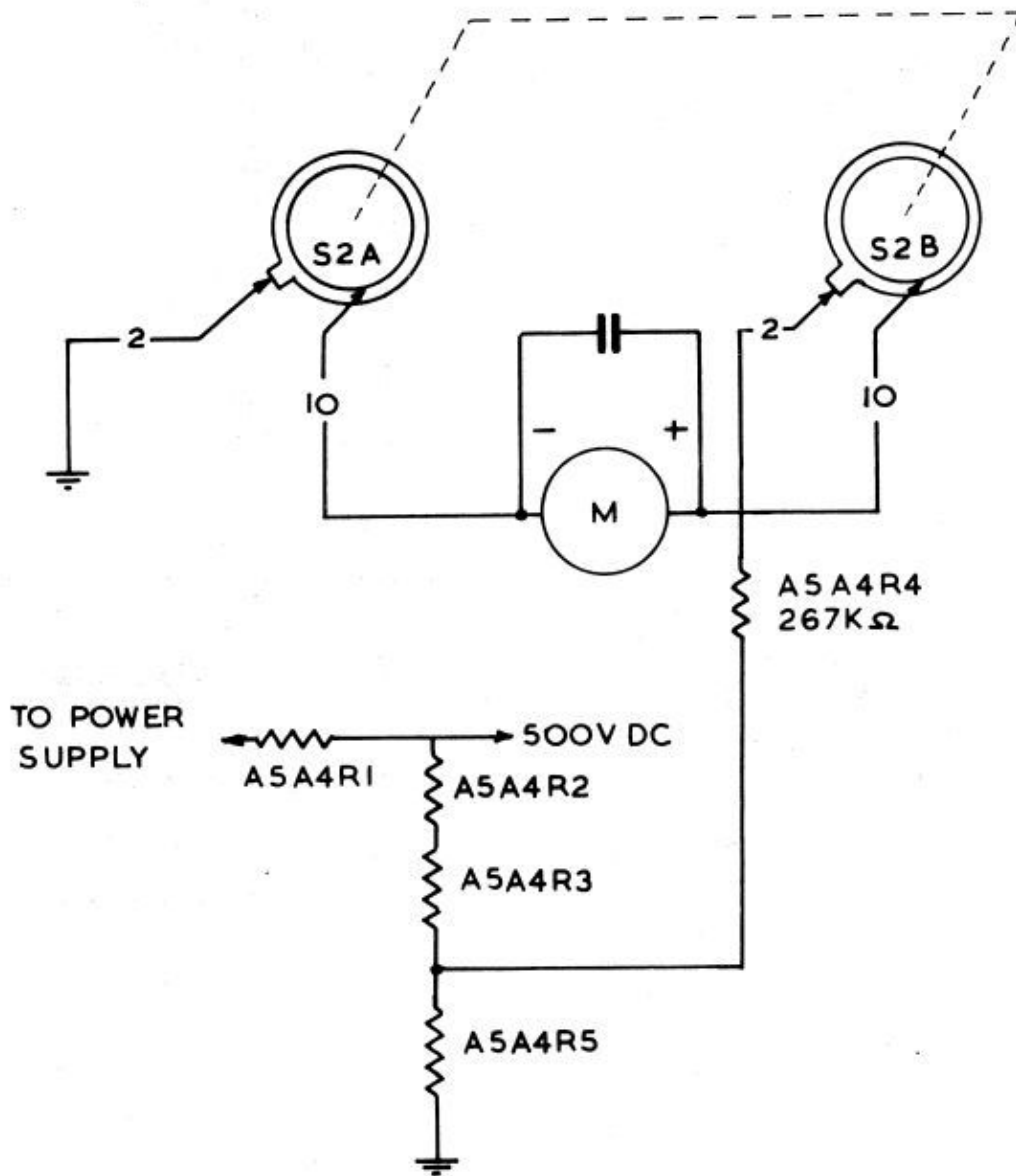 S2A
S2B
2
2
10
10
- +
M
A5A4R4
267KΩ
TO POWER
SUPPLY
500V DC
A5A4R1
A5A4R2
A5A4R3
A5A4R5